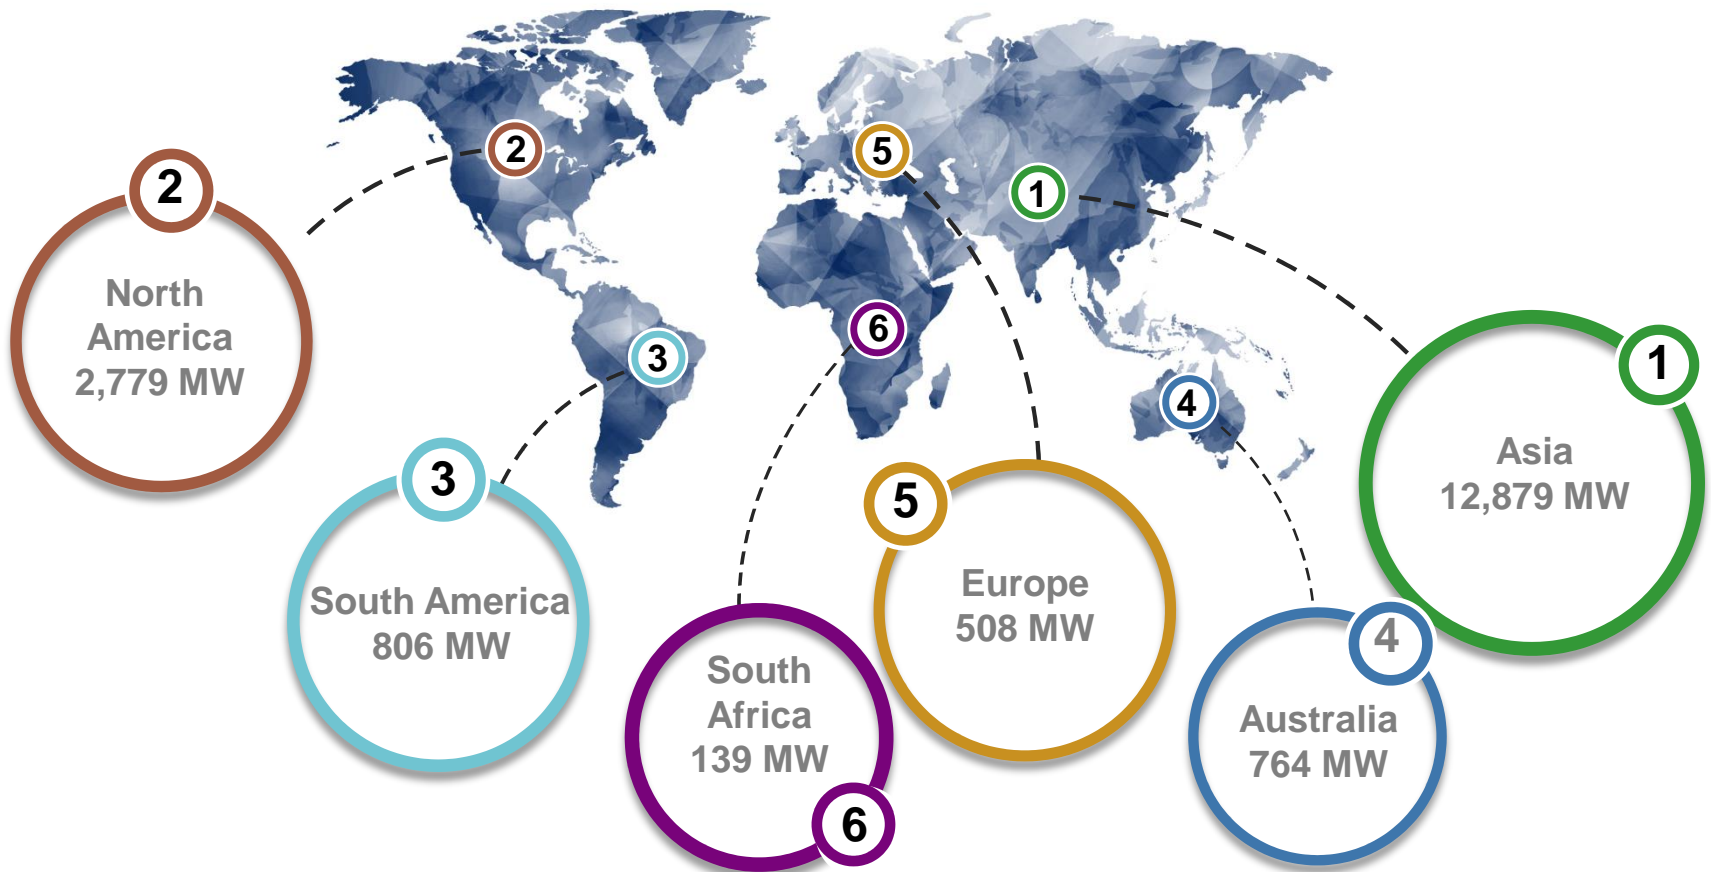 2
5
1
6
3
4
2
North
America
2,779 MW
3
South America
806 MW
6
South
Africa
139 MW
5
Europe
508 MW
4
Australia
764 MW
1
Asia
12,879 MW